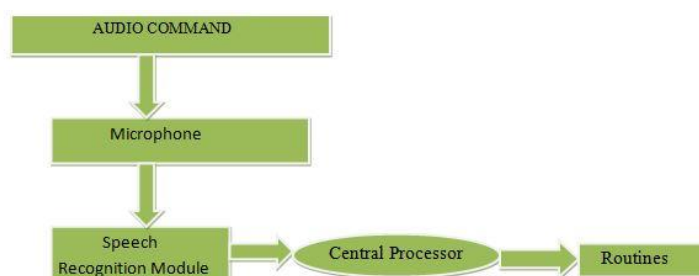 AUDIO COMMAND
Microphone
Speech
Recognition Module
Central Processor
Routines